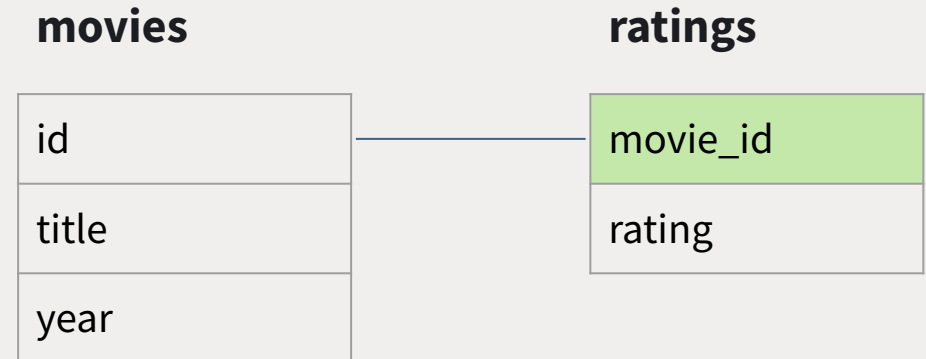 movies
id
title
year
ratings
movie_id
rating